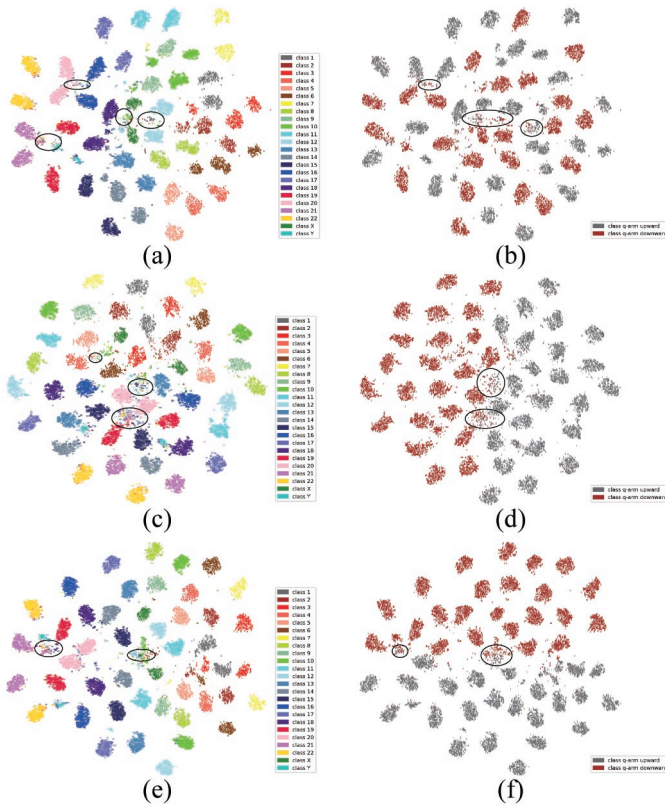 class 1
class 2
class 3
class 4
class 5
class 6
class 7
class 8
class 9
class 10
class 11
class 12
class 13
class 14
class 15
class 16
class 17
class 18
class 19
class 20
class 21
class 22
class X
class Y
class q-arm upward
class q-arm downward
(a)
(b)
class 1
class 2
class 3
class 4
class 5
class 6
class 7
class 8
class 9
class 10
class 11
class 12
class 13
class 14
class 15
class 16
class 17
class 18
class 19
class 20
class 21
class 22
class X
class Y
class q-arm upward
class q-arm downward
(c)
(d)
class 1
class 2
class 3
class 4
class 5
class 6
class 7
class 8
class 9
class 10
class 11
class 12
class 13
class 14
class 15
class 16
class 17
class 18
class 19
class 20
class 21
class 22
class X
class Y
class q-arm upward
class q-arm downward
(e)
(f)